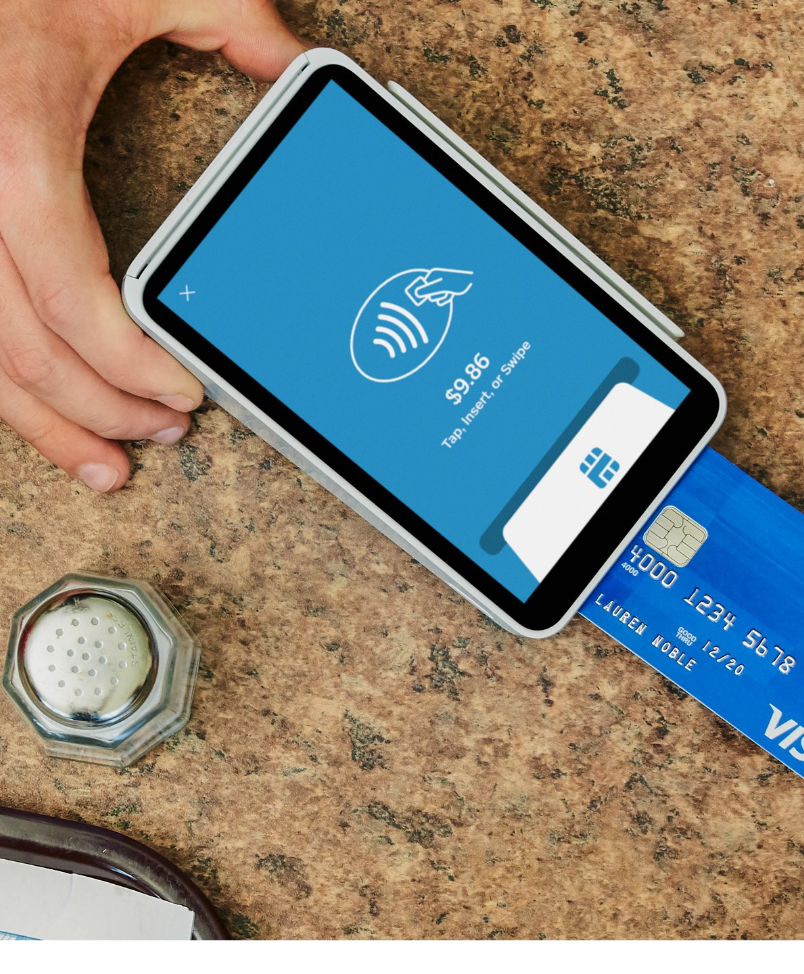 $9.86
Tap, Insert, or Swipe
4000 1234 5678
4000
GOOD THRU 12/20
LAUREN NOBLE
VIS